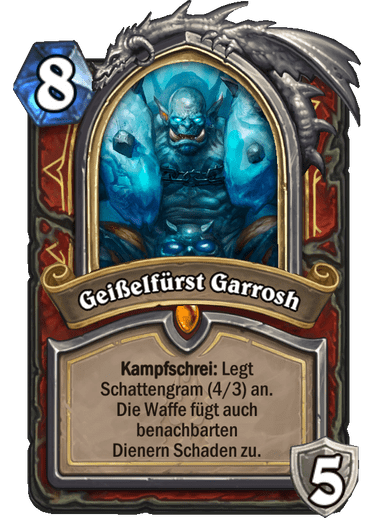 8
Geißelfürst Garrosh
Kampfschrei: Legt
Schattengram (4/3) an.
Die Waffe fügt auch
benachbarten
Dienern Schaden zu.
5